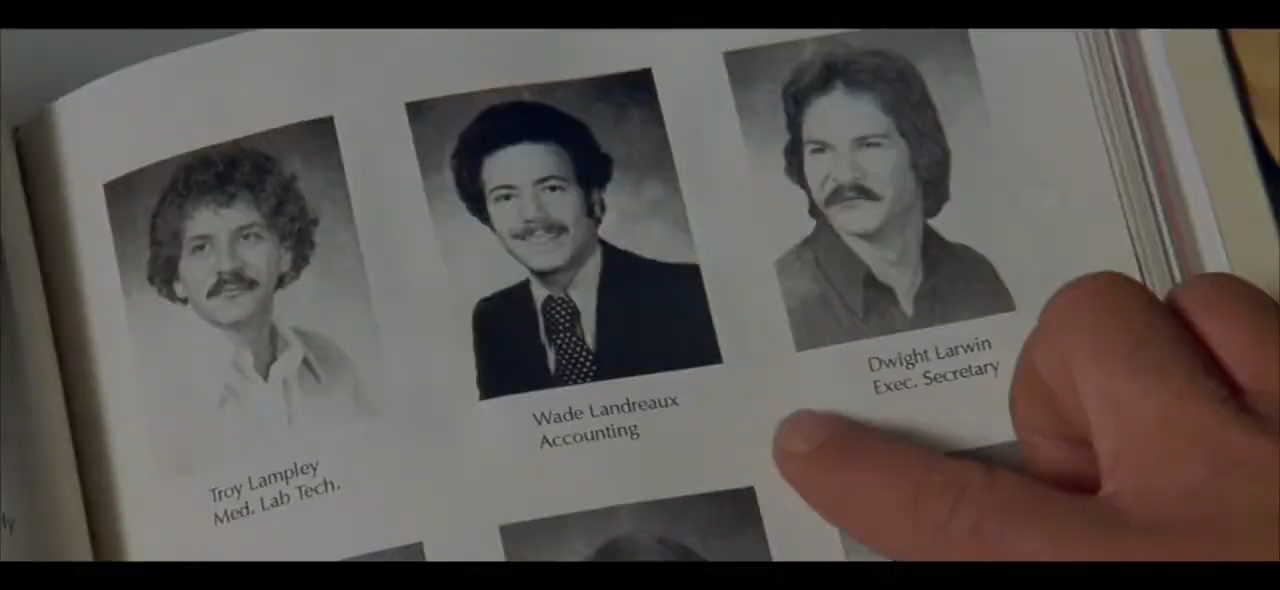 Troy Lampley
Med. Lab Tech.
Wade Landreaux
Accounting
Dwight Larwin
Exec. Secretary